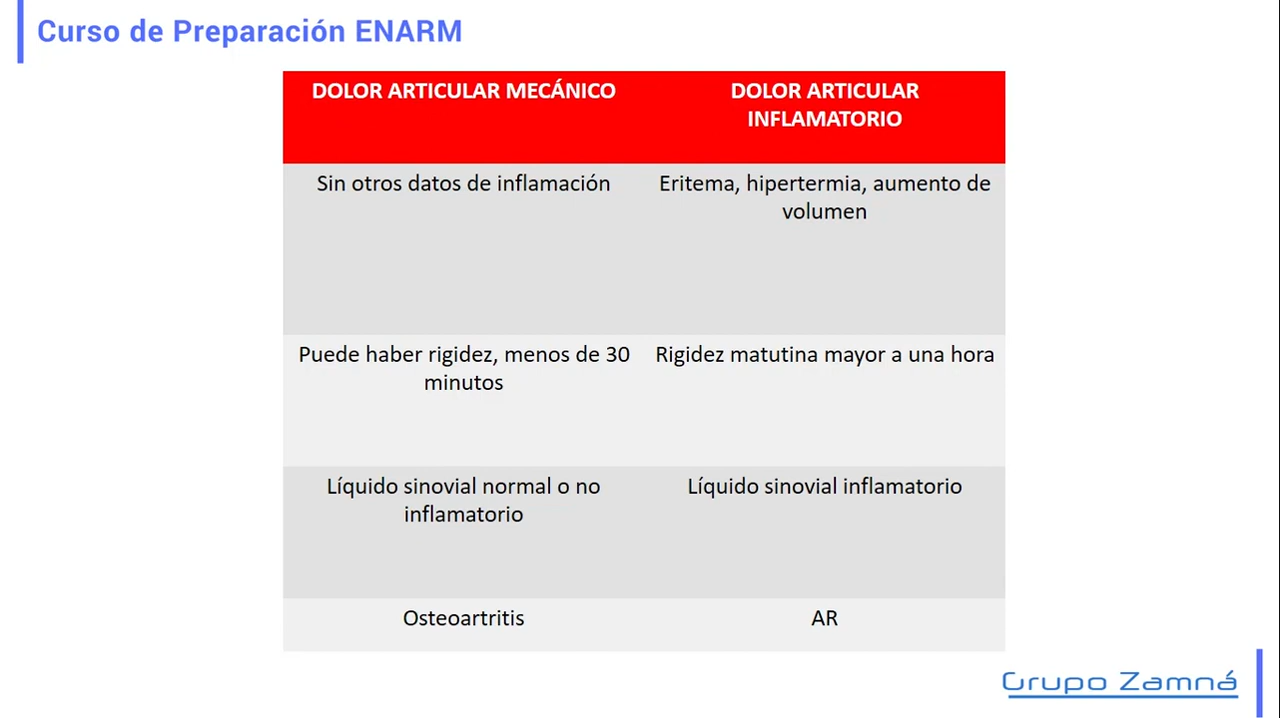 Curso de Preparación ENARM
DOLOR ARTICULAR MECÁNICO
DOLOR ARTICULAR
INFLAMATORIO
Sin otros datos de inflamación
Eritema, hipertermia, aumento de
volumen
Puede haber rigidez, menos de 30
minutos
Rigidez matutina mayor a una hora
Líquido sinovial normal o no
inflamatorio
Líquido sinovial inflamatorio
Osteoartritis
AR
Grupo Zamná